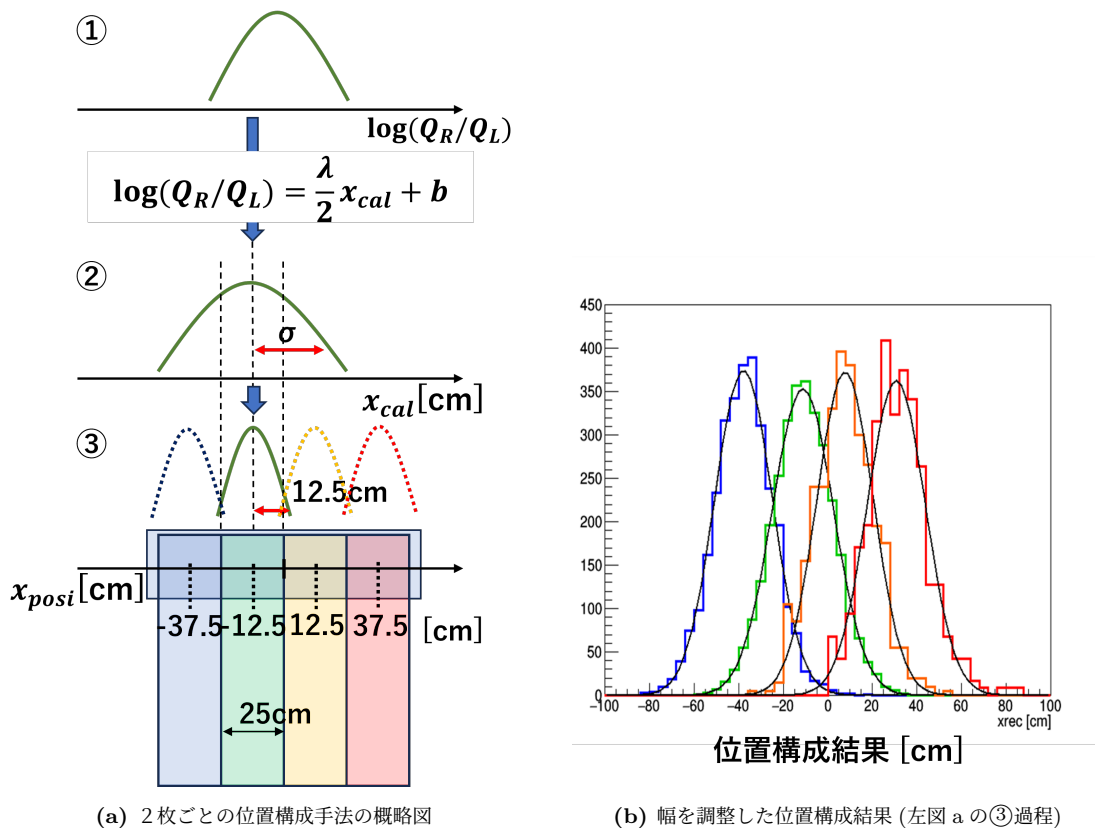 ①
log(Q_R/Q_L)
log(Q_R/Q_L) = λ/2 x_cal + b
②
σ
x_cal[cm]
③
12.5cm
x_posi[cm]
-37.5 -12.5 12.5 37.5 [cm]
25cm
(a) 2枚ごとの位置構成手法の概略図
450
400
350
300
250
200
150
100
50
0
−100 −80 −60 −40 −20 0 20 40 60 80 100
xrec [cm]
位置構成結果 [cm]
(b) 幅を調整した位置構成結果 (左図 a の③過程)